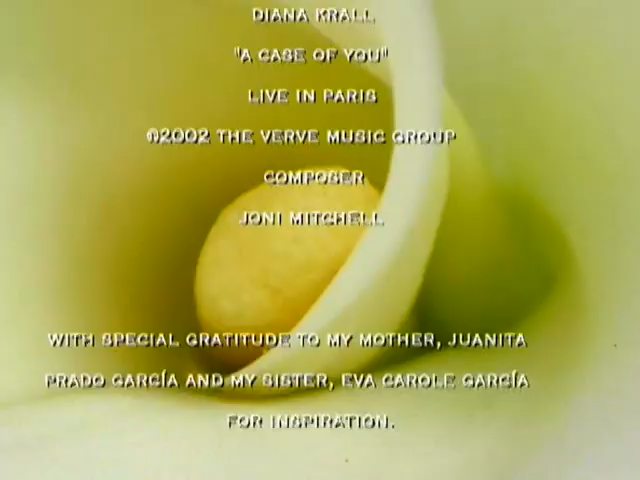 DIANA KRALL
"A CASE OF YOU"
LIVE IN PARIS
©2002 THE VERVE MUSIC GROUP
COMPOSER
JONI MITCHELL
WITH SPECIAL GRATITUDE TO MY MOTHER, JUANITA
PRADO GARCÍA AND MY SISTER, EVA CAROLE GARCÍA
FOR INSPIRATION.